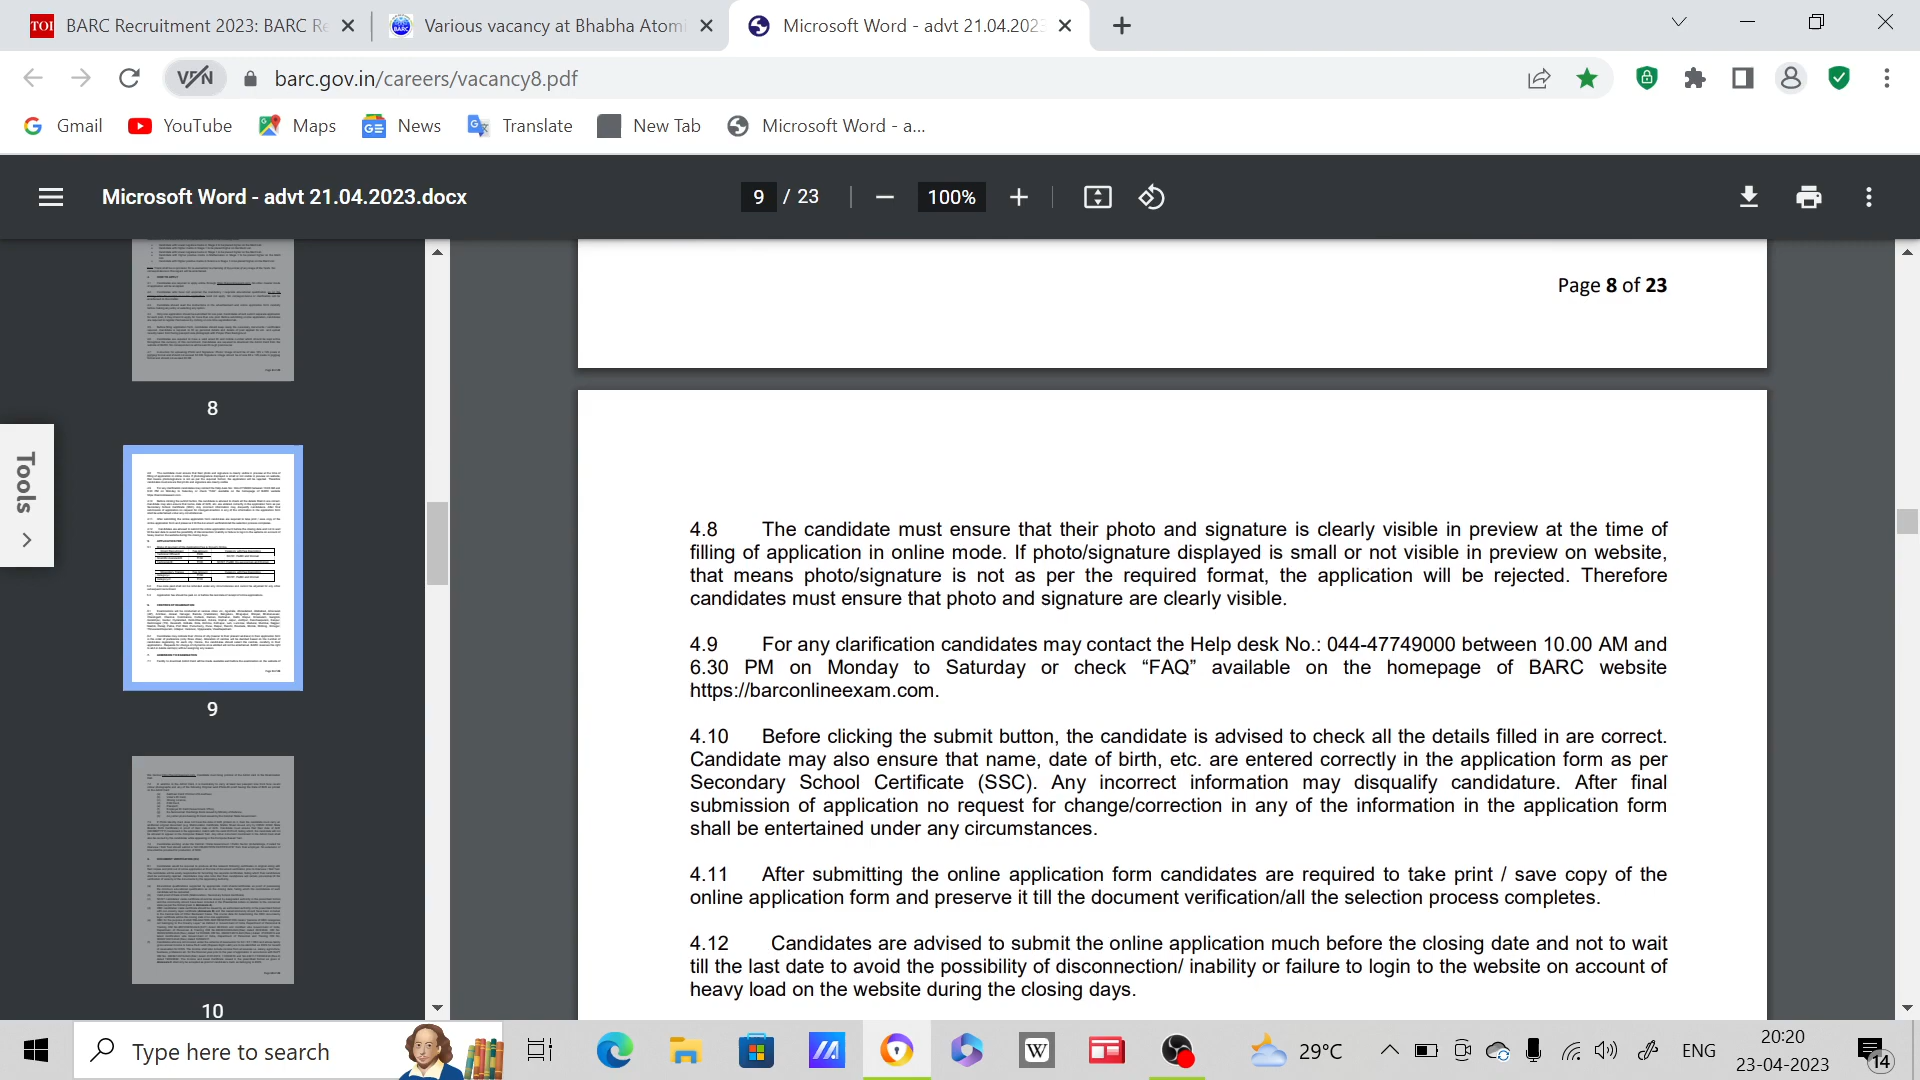 BARC Recruitment 2023: BARC Re
Various vacancy at Bhabha Atomi
Microsoft Word - advt 21.04.2023
VPN
barc.gov.in/careers/vacancy8.pdf
Gmail
YouTube
Maps
News
Translate
New Tab
Microsoft Word - a...
Microsoft Word - advt 21.04.2023.docx
9 / 23
100%
8
9
10
Tools
Page 8 of 23
4.8 The candidate must ensure that their photo and signature is clearly visible in preview at the time of
filling of application in online mode. If photo/signature displayed is small or not visible in preview on website,
that means photo/signature is not as per the required format, the application will be rejected. Therefore
candidates must ensure that photo and signature are clearly visible.
4.9 For any clarification candidates may contact the Help desk No.: 044-47749000 between 10.00 AM and
6.30 PM on Monday to Saturday or check “FAQ” available on the homepage of BARC website
https://barconlineexam.com.
4.10 Before clicking the submit button, the candidate is advised to check all the details filled in are correct.
Candidate may also ensure that name, date of birth, etc. are entered correctly in the application form as per
Secondary School Certificate (SSC). Any incorrect information may disqualify candidature. After final
submission of application no request for change/correction in any of the information in the application form
shall be entertained under any circumstances.
4.11 After submitting the online application form candidates are required to take print / save copy of the
online application form and preserve it till the document verification/all the selection process completes.
4.12 Candidates are advised to submit the online application much before the closing date and not to wait
till the last date to avoid the possibility of disconnection/ inability or failure to login to the website on account of
heavy load on the website during the closing days.
Type here to search
29°C
ENG
20:20
23-04-2023
14